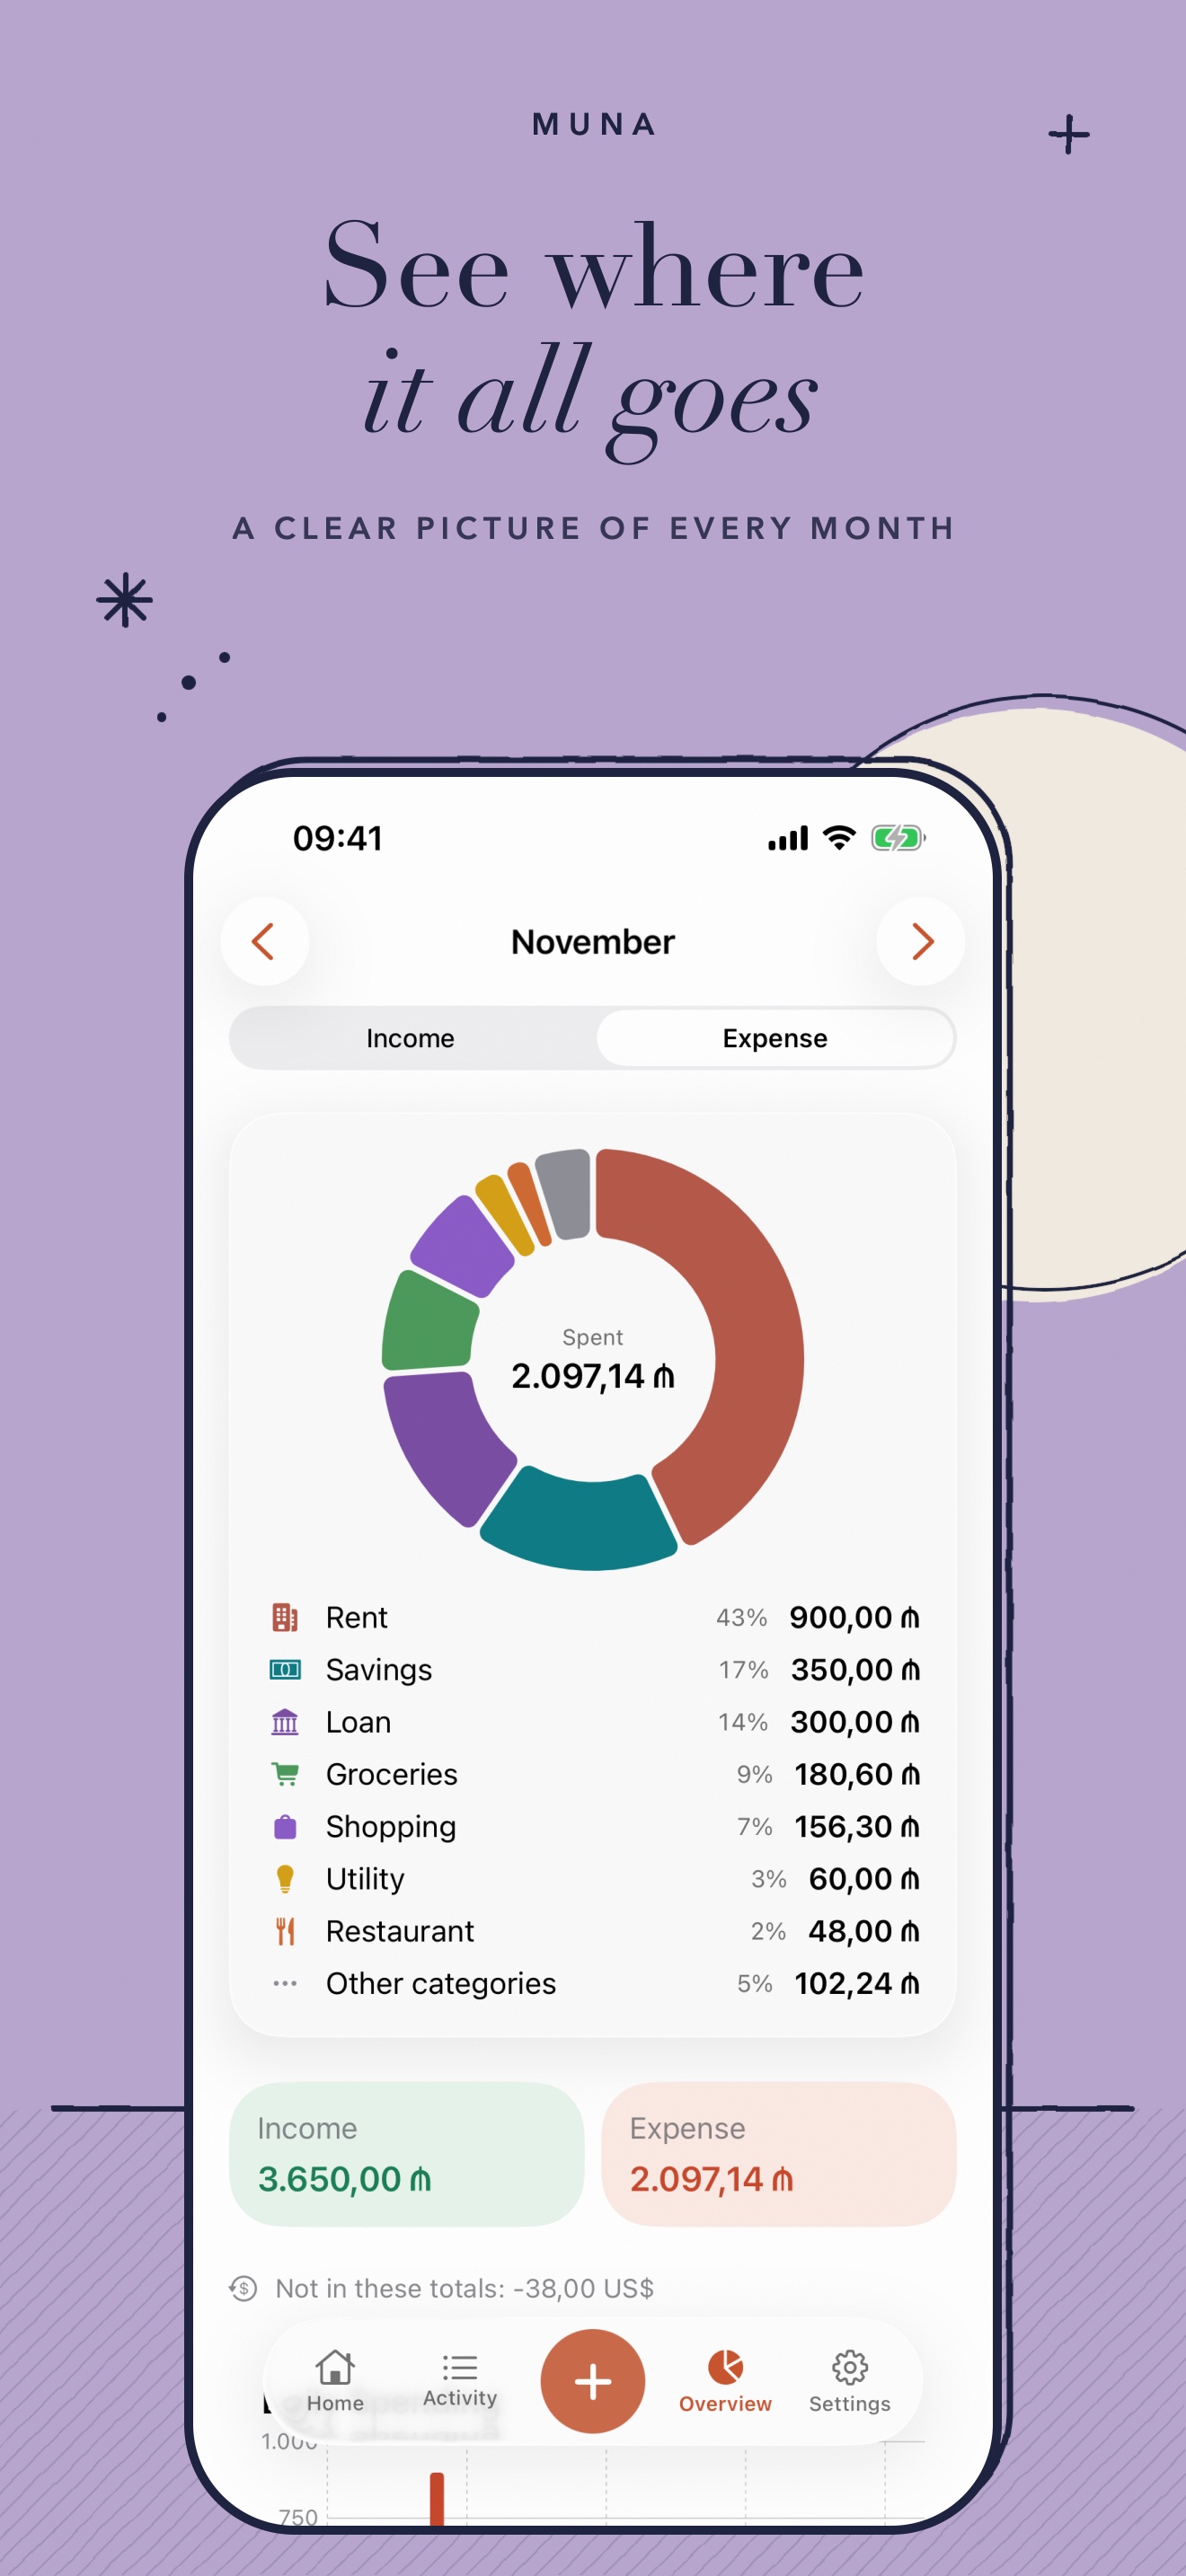 MUNA
See where
it all goes
A CLEAR PICTURE OF EVERY MONTH
09:41
November
Income Expense
Spent
2.097,14 ₼
Rent 43% 900,00 ₼
Savings 17% 350,00 ₼
Loan 14% 300,00 ₼
Groceries 9% 180,60 ₼
Shopping 7% 156,30 ₼
Utility 3% 60,00 ₼
Restaurant 2% 48,00 ₼
Other categories 5% 102,24 ₼
Income Expense
3.650,00 ₼ 2.097,14 ₼
Not in these totals: -38,00 US$
Home Activity Overview Settings
1.000
750